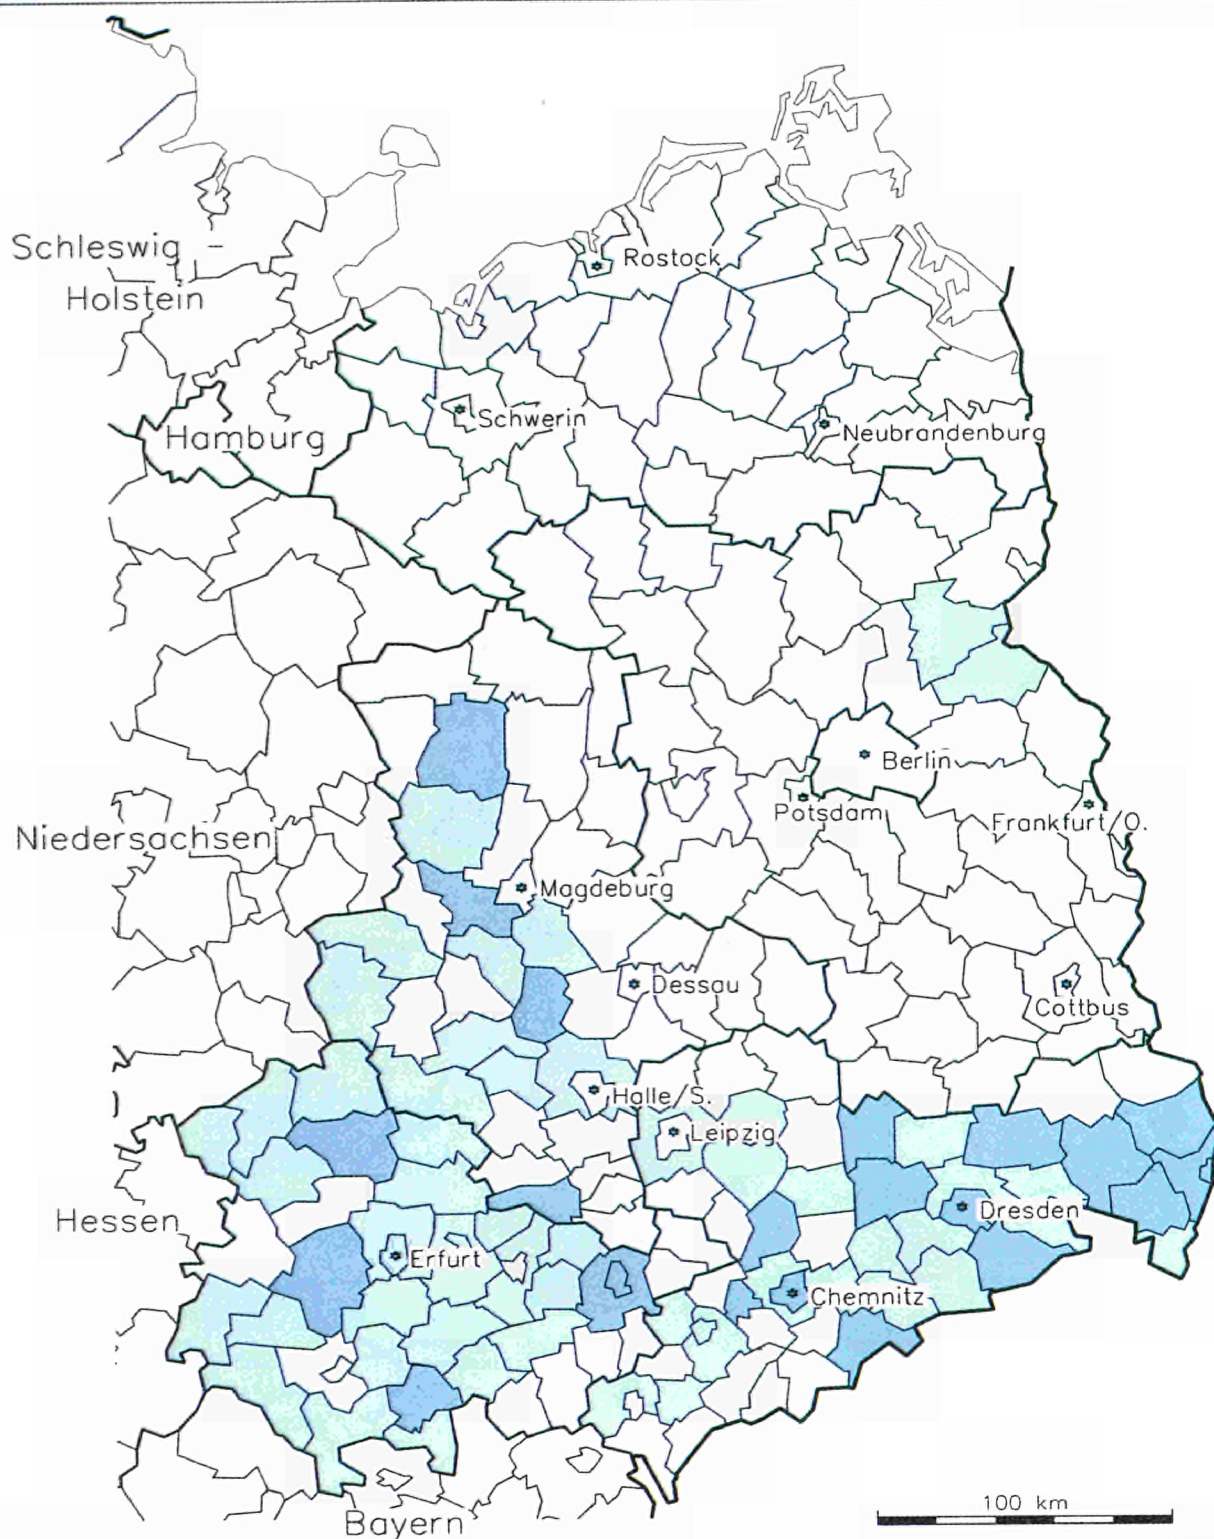 Schleswig -
Holstein
Rostock
Schwerin
Hamburg
Neubrandenburg
Berlin
Potsdam
Frankfurt/O.
Niedersachsen
Magdeburg
Dessau
Cottbus
Halle/S.
Leipzig
Hessen
Dresden
Erfurt
Chemnitz
100 km
Bayern